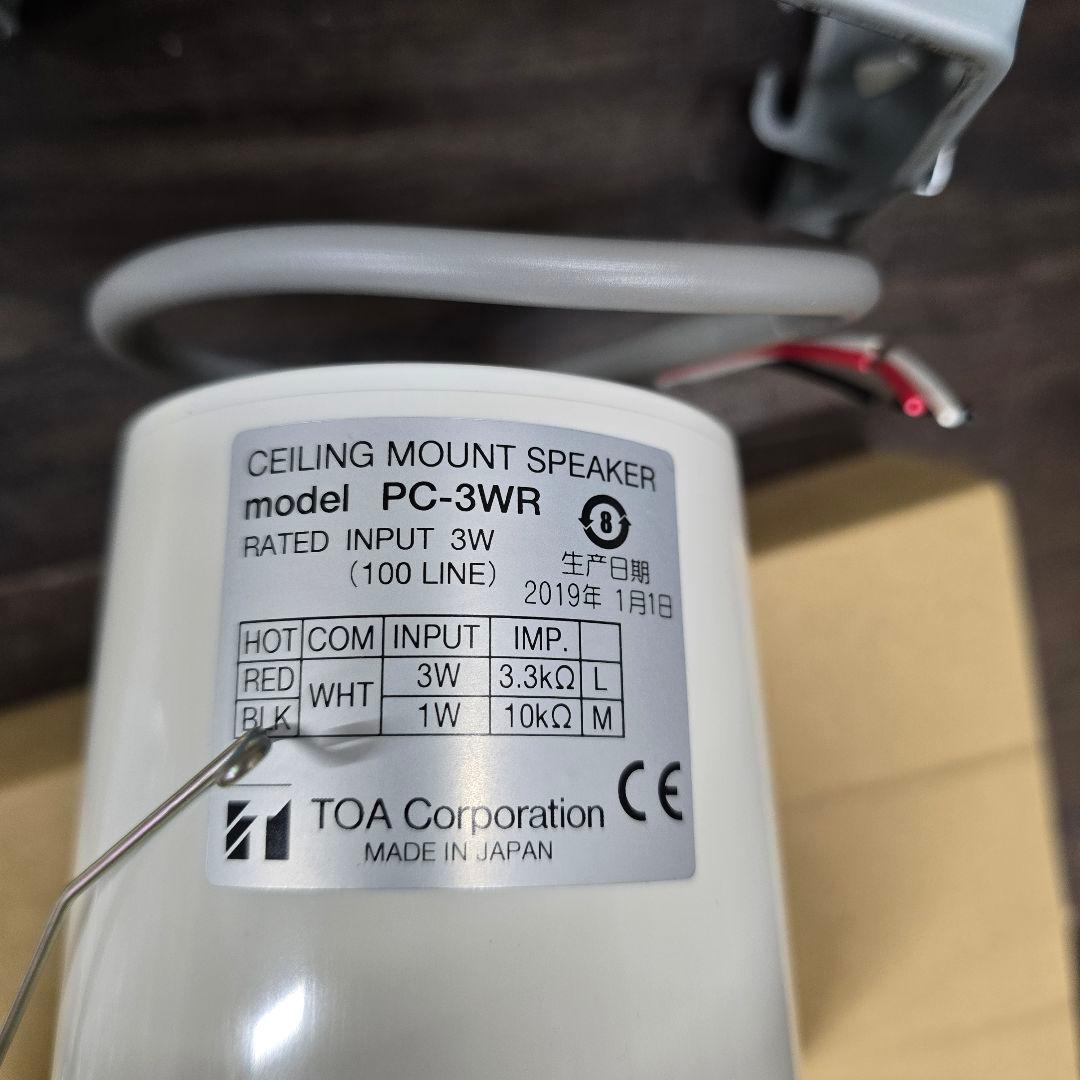 CEILING MOUNT SPEAKER
model PC-3WR
RATED INPUT 3W
(100 LINE)
8
生产日期
2019年 1月1日
HOT COM INPUT IMP.
RED WHT 3W 3.3kΩ L
BLK 1W 10kΩ M
TOA Corporation
MADE IN JAPAN
CE